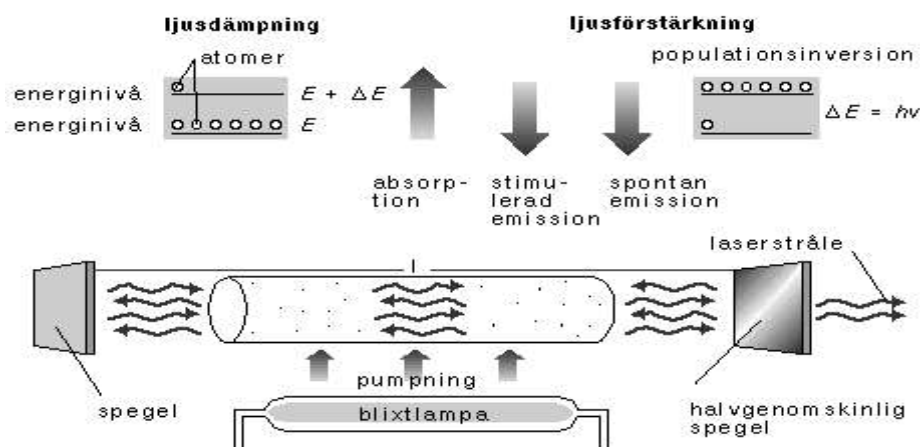 ljusdämpning
ljusförstärkning
atomer
populationsinversion
energinivå
E + ΔE
energinivå
E
ΔE = hv
absorp-
tion
stimu-
lerad
emission
spontan
emission
laserstråle
l
pumpning
spegel
blixtlampa
halvgenomskinlig
spegel